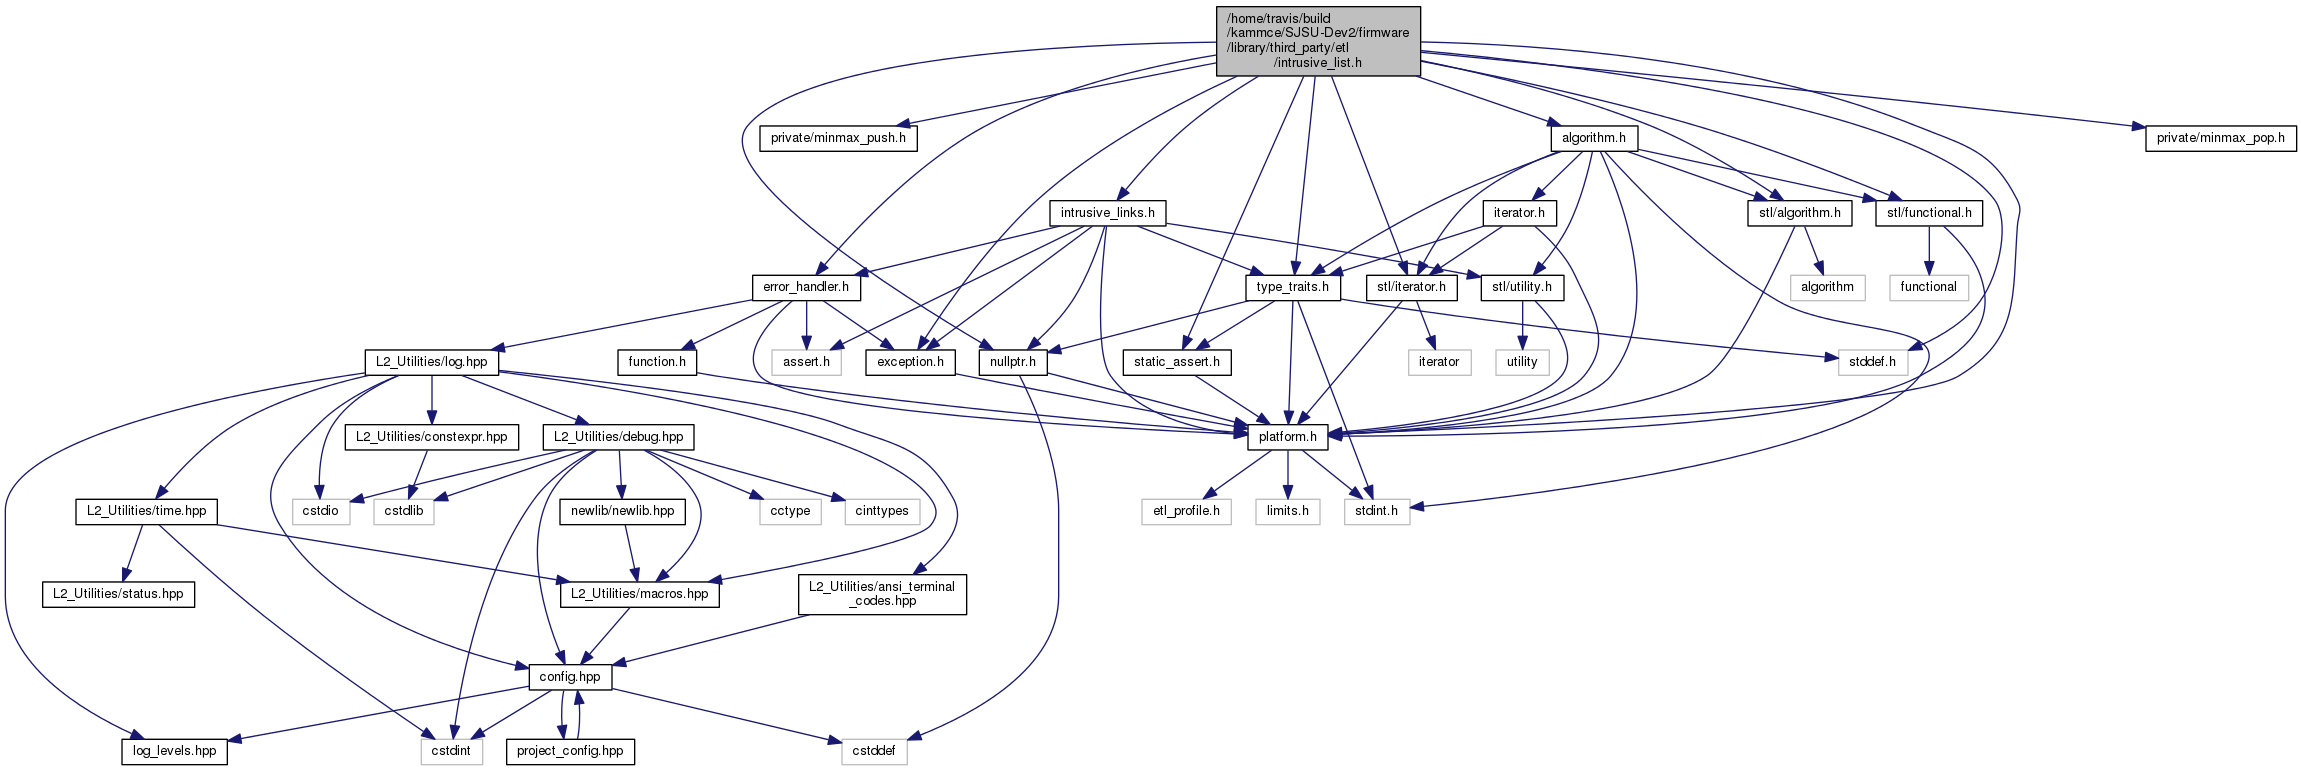 /home/travis/build
/kammce/SJSU-Dev2/firmware
/library/third_party/etl
/intrusive_list.h
private/minmax_push.h
algorithm.h
private/minmax_pop.h
intrusive_links.h
iterator.h
stl/algorithm.h
stl/functional.h
error_handler.h
type_traits.h
stl/iterator.h
stl/utility.h
algorithm
functional
L2_Utilities/log.hpp
function.h
assert.h
exception.h
nullptr.h
static_assert.h
iterator
utility
stddef.h
L2_Utilities/constexpr.hpp
L2_Utilities/debug.hpp
platform.h
L2_Utilities/time.hpp
cstdio
cstdlib
newlib/newlib.hpp
cctype
cinttypes
etl_profile.h
limits.h
stdint.h
L2_Utilities/status.hpp
L2_Utilities/macros.hpp
L2_Utilities/ansi_terminal
_codes.hpp
config.hpp
log_levels.hpp
cstdint
project_config.hpp
cstddef